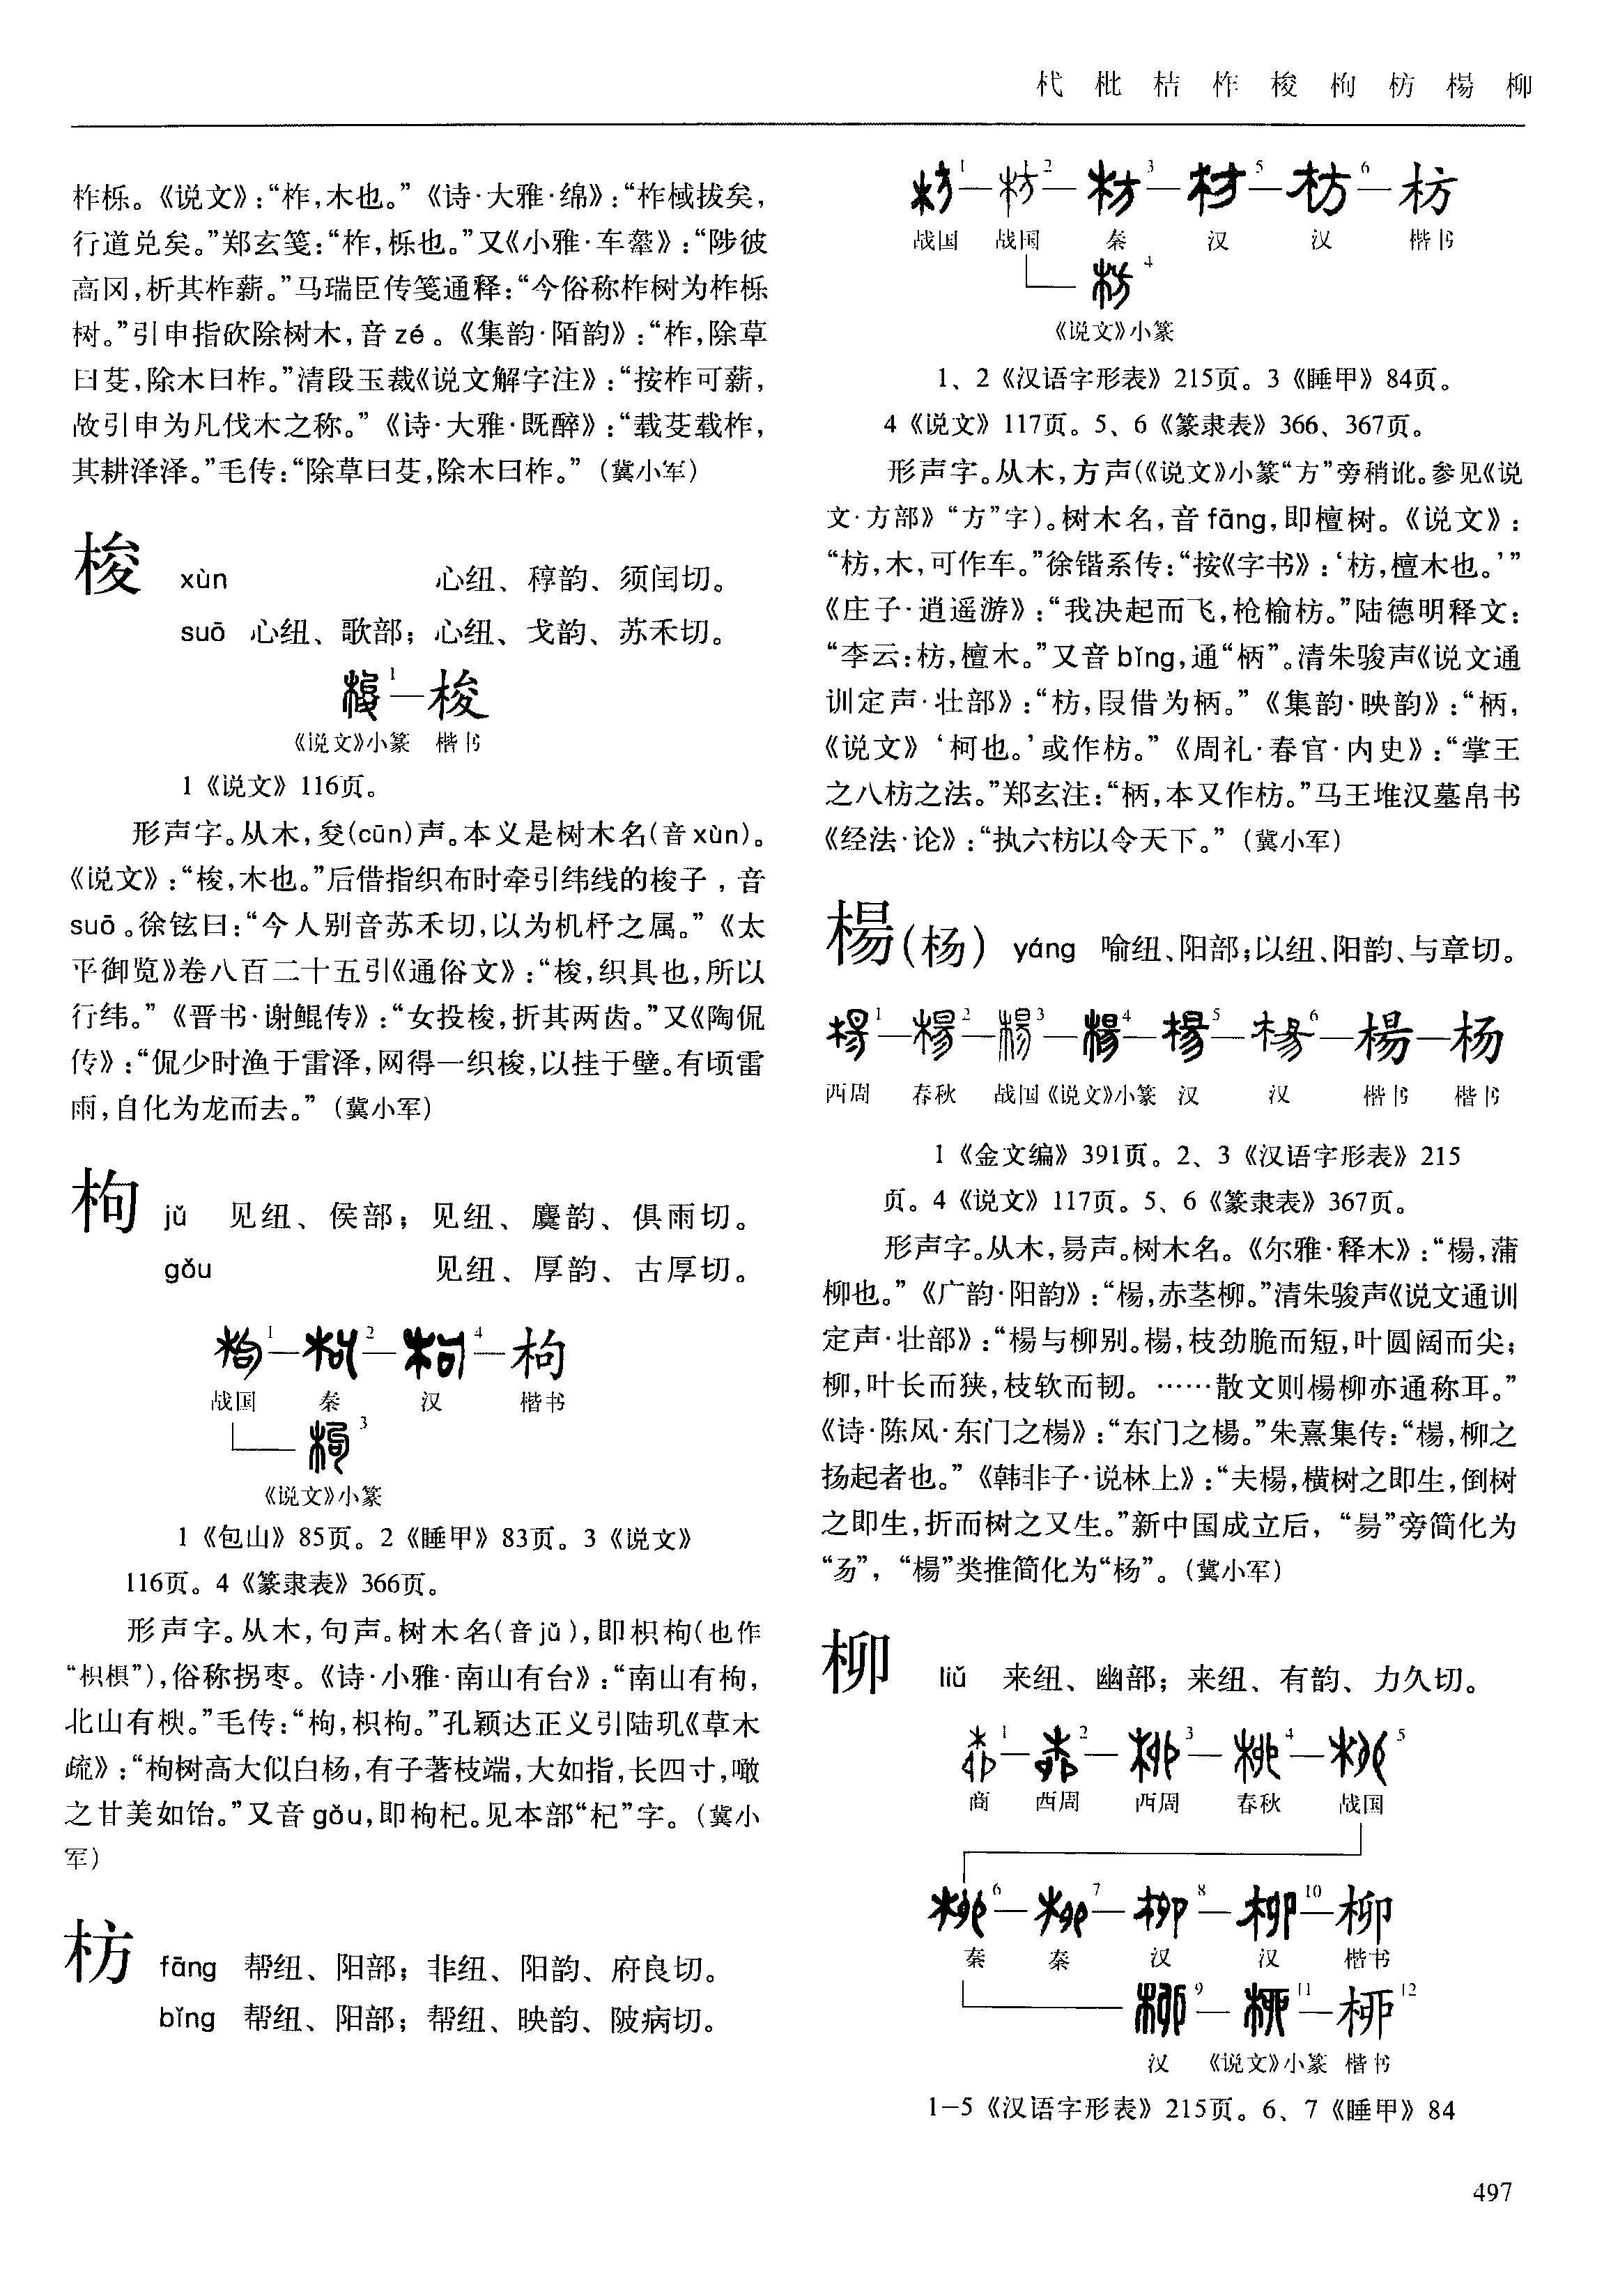 杙枇桔柞梭枸枋楊柳
柞栎。《说文》:“柞,木也。”《诗·大雅·绵》:“柞棫拔矣,
行道兑矣。”郑玄笺:“柞,栎也。”又《小雅·车舝》:“陟彼
高冈,析其柞薪。”马瑞臣传笺通释:“今俗称柞树为柞栎
树。”引申指砍除树木,音zé。《集韵·陌韵》:“柞,除草
曰芟,除木曰柞。”清段玉裁《说文解字注》:“按柞可薪,
故引申为凡伐木之称。”《诗·大雅·既醉》:“载芟载柞,
其耕泽泽。”毛传:“除草曰芟,除木曰柞。”(冀小军)
梭 xùn 心纽、稕韵、须闰切。
suō 心纽、歌部；心纽、戈韵、苏禾切。
1 梭
《说文》小篆 楷书
1《说文》116页。
形声字。从木,夋(cūn)声。本义是树木名(音xùn)。
《说文》:“梭,木也。”后借指织布时牵引纬线的梭子,音
suō。徐铉曰:“今人别音苏禾切,以为机杼之属。”《太
平御览》卷八百二十五引《通俗文》:“梭,织具也,所以
行纬。”《晋书·谢鲲传》:“女投梭,折其两齿。”又《陶侃
传》:“侃少时渔于雷泽,网得一织梭,以挂于壁。有顷雷
雨,自化为龙而去。”(冀小军)
枸 jǔ 见纽、侯部；见纽、麌韵、俱雨切。
gǒu 见纽、厚韵、古厚切。
1 2 4 枸
战国 秦 汉 楷书
3
《说文》小篆
1《包山》85页。2《睡甲》83页。3《说文》
116页。4《篆隶表》366页。
形声字。从木,句声。树木名(音jǔ),即枳枸(也作
“枳椇”),俗称拐枣。《诗·小雅·南山有台》:“南山有枸,
北山有楰。”毛传:“枸,枳枸。”孔颖达正义引陆玑《草木
疏》:“枸树高大似白杨,有子著枝端,大如指,长四寸,噉
之甘美如饴。”又音gǒu,即枸杞。见本部“杞”字。(冀小
军)
枋 fāng 帮纽、阳部；非纽、阳韵、府良切。
bǐng 帮纽、阳部；帮纽、映韵、陂病切。
1 2 3 5 6 枋
战国 战国 秦 汉 汉 楷书
4
《说文》小篆
1、2《汉语字形表》215页。3《睡甲》84页。
4《说文》117页。5、6《篆隶表》366、367页。
形声字。从木,方声(《说文》小篆“方”旁稍讹。参见《说
文·方部》“方”字)。树木名,音fāng,即檀树。《说文》:
“枋,木,可作车。”徐锴系传:“按《字书》:‘枋,檀木也。’”
《庄子·逍遥游》:“我决起而飞,枪榆枋。”陆德明释文:
“李云:枋,檀木。”又音bǐng,通“柄”。清朱骏声《说文通
训定声·壮部》:“枋,叚借为柄。”《集韵·映韵》:“柄,
《说文》‘柯也。’或作枋。”《周礼·春官·内史》:“掌王
之八枋之法。”郑玄注:“柄,本又作枋。”马王堆汉墓帛书
《经法·论》:“执六枋以令天下。”(冀小军)
楊(杨) yáng 喻纽、阳部；以纽、阳韵、与章切。
1 2 3 4 5 6 楊 杨
西周 春秋 战国 《说文》小篆 汉 汉 楷书 楷书
1《金文编》391页。2、3《汉语字形表》215
页。4《说文》117页。5、6《篆隶表》367页。
形声字。从木,昜声。树木名。《尔雅·释木》:“楊,蒲
柳也。”《广韵·阳韵》:“楊,赤茎柳。”清朱骏声《说文通训
定声·壮部》:“楊与柳别。楊,枝劲脆而短,叶圆阔而尖；
柳,叶长而狭,枝软而韧。……散文则楊柳亦通称耳。”
《诗·陈风·东门之楊》:“东门之楊。”朱熹集传:“楊,柳之
扬起者也。”《韩非子·说林上》:“夫楊,横树之即生,倒树
之即生,折而树之又生。”新中国成立后,“昜”旁简化为
“𠃓”,“楊”类推简化为“杨”。(冀小军)
柳 liǔ 来纽、幽部；来纽、有韵、力久切。
1 2 3 4 5
商 西周 西周 春秋 战国
6 7 8 10 柳
秦 秦 汉 汉 楷书
9 11 桺 12
汉 《说文》小篆 楷书
1-5《汉语字形表》215页。6、7《睡甲》84
497